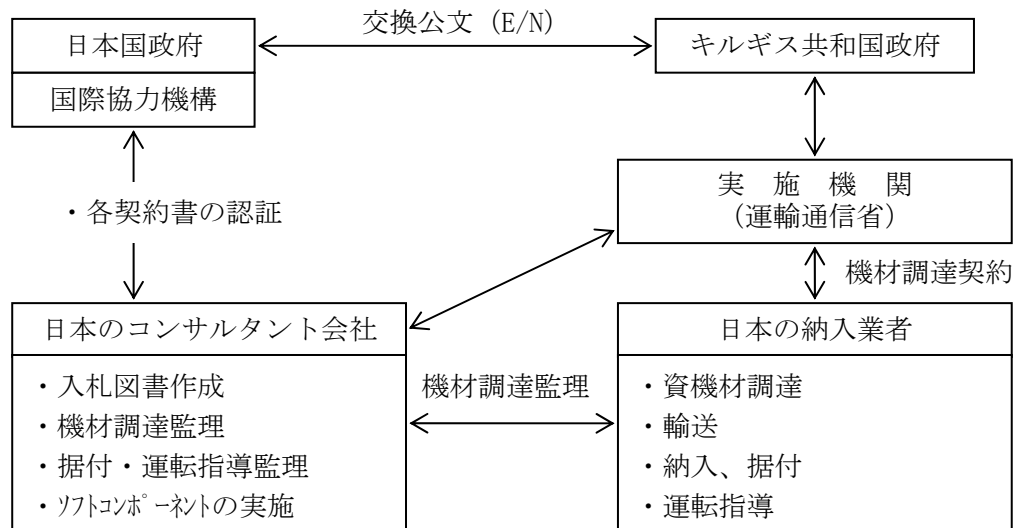 交換公文 (E/N)
日本国政府
キルギス共和国政府
国際協力機構
実 施 機 関
（運輸通信省）
・各契約書の認証
機材調達契約
日本のコンサルタント会社
日本の納入業者
・入札図書作成
・機材調達監理
・据付・運転指導監理
・ｿﾌﾄｺﾝﾎﾟｰﾈﾝﾄの実施
機材調達監理
・資機材調達
・輸送
・納入、据付
・運転指導